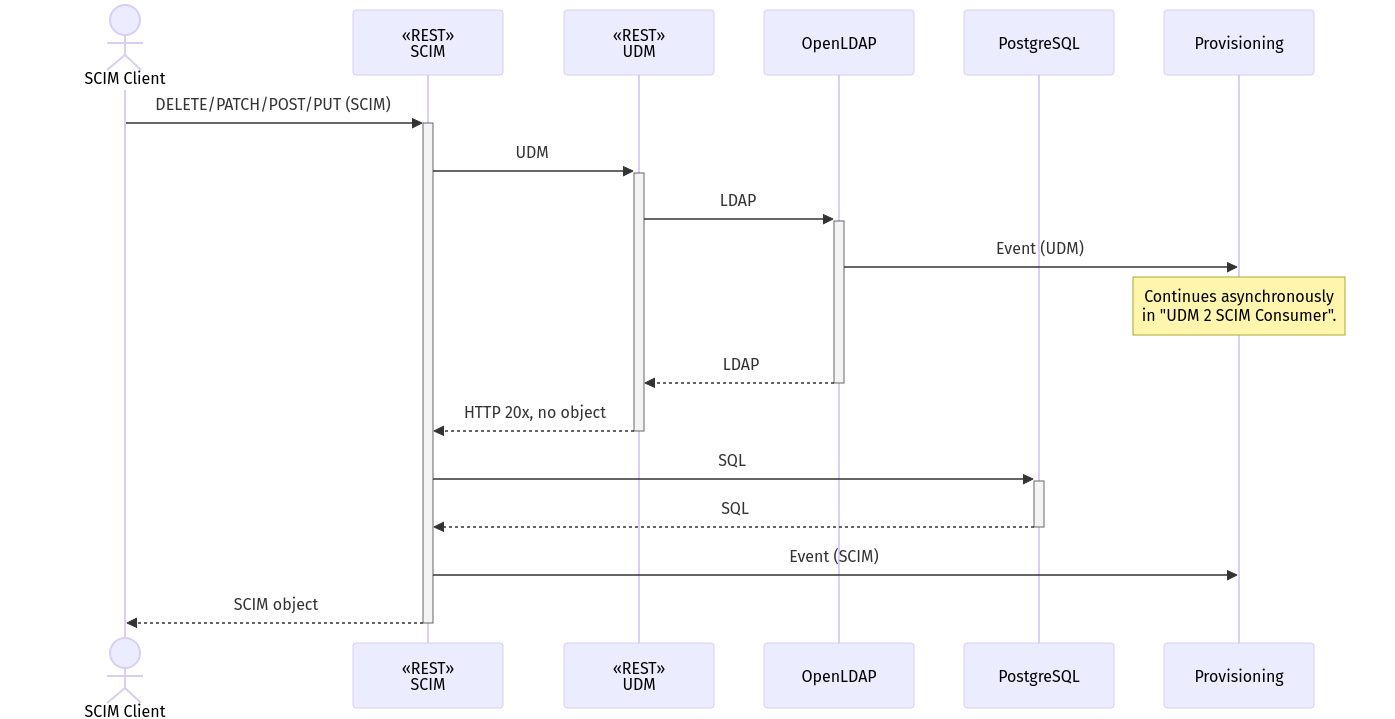 SCIM Client
«REST»
SCIM
«REST»
UDM
OpenLDAP
PostgreSQL
Provisioning
DELETE/PATCH/POST/PUT (SCIM)
UDM
LDAP
Event (UDM)
Continues asynchronously
in "UDM 2 SCIM Consumer".
LDAP
HTTP 20x, no object
SQL
SQL
Event (SCIM)
SCIM object
SCIM Client
«REST»
SCIM
«REST»
UDM
OpenLDAP
PostgreSQL
Provisioning